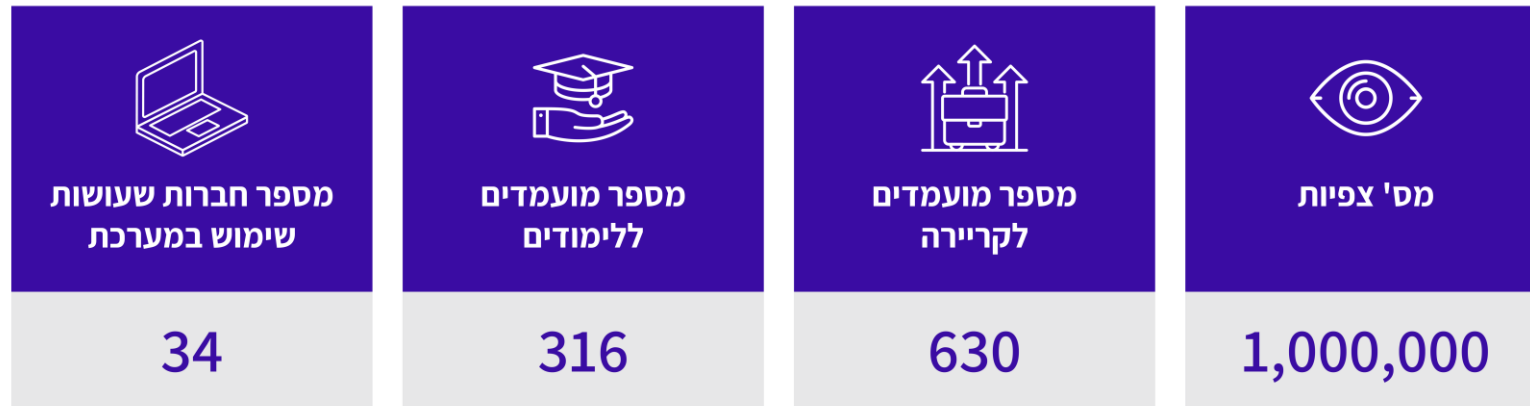 מס' צפיות
1,000,000
מספר מועמדים
לקריירה
630
מספר מועמדים
ללימודים
316
מספר חברות שעושות
שימוש במערכת
34